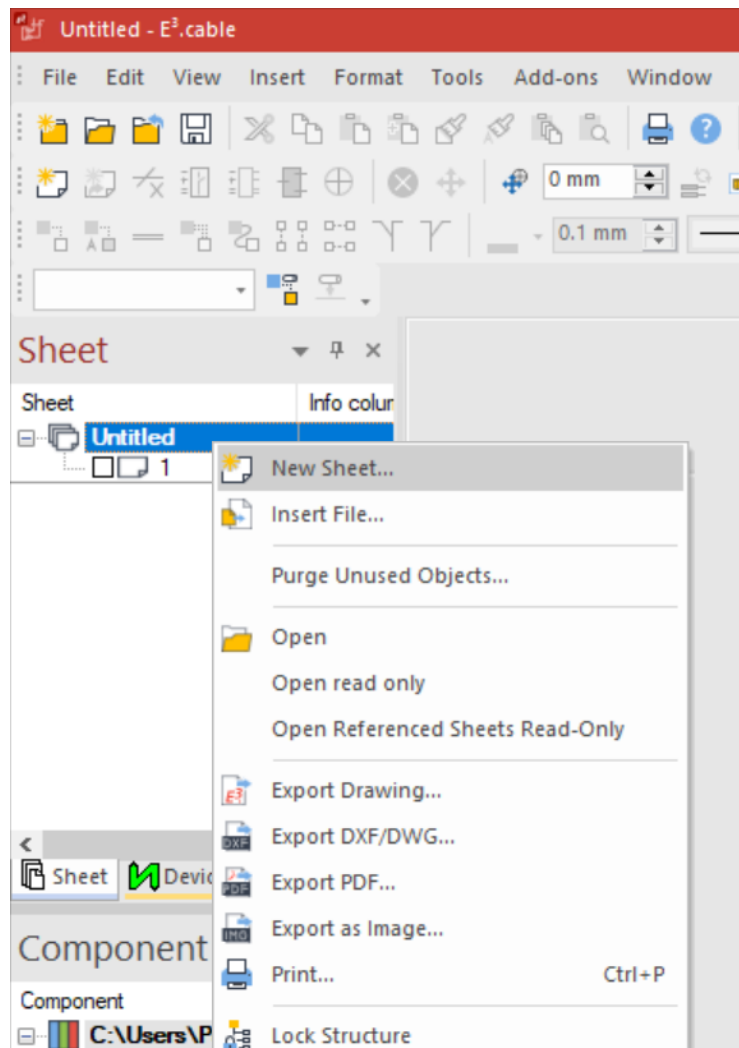 Untitled - E³.cable
File Edit View Insert Format Tools Add-ons Window
0 mm
0.1 mm
Sheet
Sheet Info colur
Untitled
1
New Sheet...
Insert File...
Purge Unused Objects...
Open
Open read only
Open Referenced Sheets Read-Only
Export Drawing...
DXF Export DXF/DWG...
Sheet Devic PDF Export PDF...
IMG Export as Image...
Component
Print... Ctrl+P
Component
C:\Users\P Lock Structure